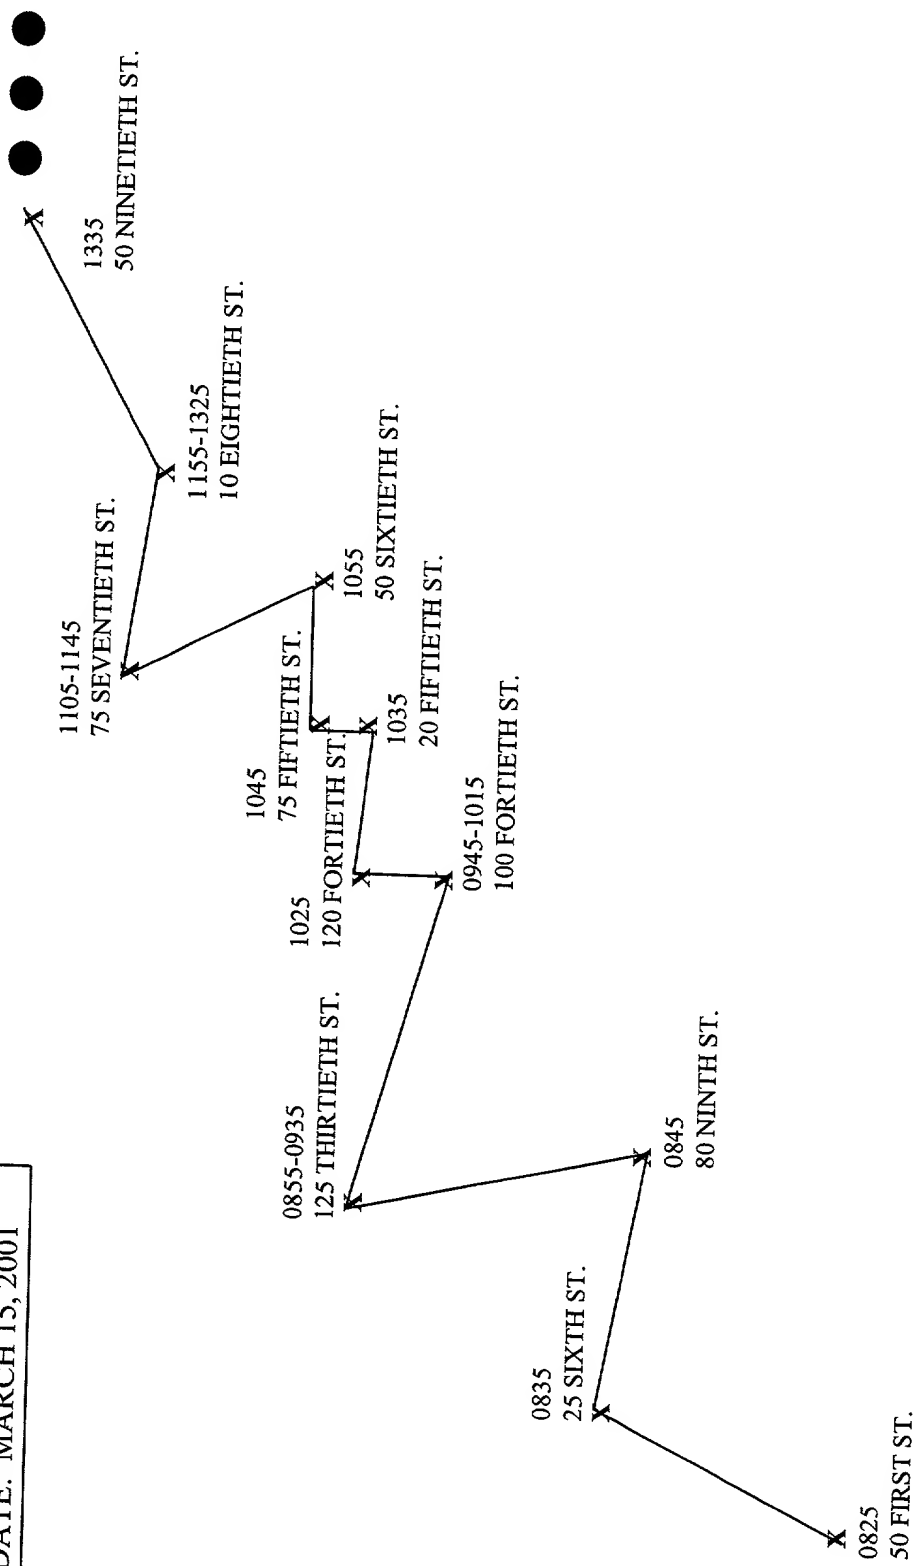 DATE: MARCH 15, 2001
0825
50 FIRST ST.
0835
25 SIXTH ST.
0845
80 NINTH ST.
0855-0935
125 THIRTIETH ST.
0945-1015
100 FORTIETH ST.
1025
120 FORTIETH ST.
1035
20 FIFTIETH ST.
1045
75 FIFTIETH ST.
1055
50 SIXTIETH ST.
1105-1145
75 SEVENTIETH ST.
1155-1325
10 EIGHTIETH ST.
1335
50 NINETIETH ST.